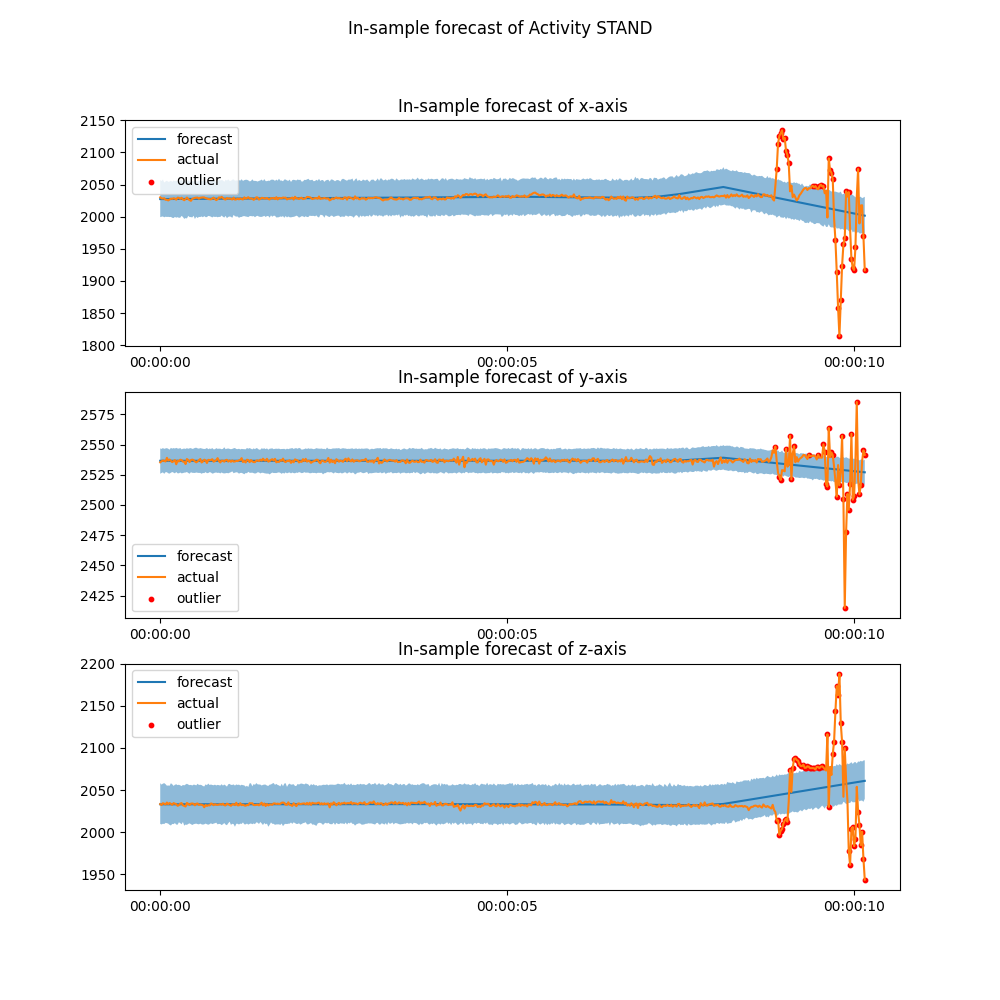 In-sample forecast of Activity STAND
In-sample forecast of x-axis
2150
2100
2050
2000
1950
1900
1850
1800
forecast
actual
outlier
00:00:00 00:00:05 00:00:10
In-sample forecast of y-axis
2575
2550
2525
2500
2475
2450
2425
forecast
actual
outlier
00:00:00 00:00:05 00:00:10
In-sample forecast of z-axis
2200
2150
2100
2050
2000
1950
forecast
actual
outlier
00:00:00 00:00:05 00:00:10